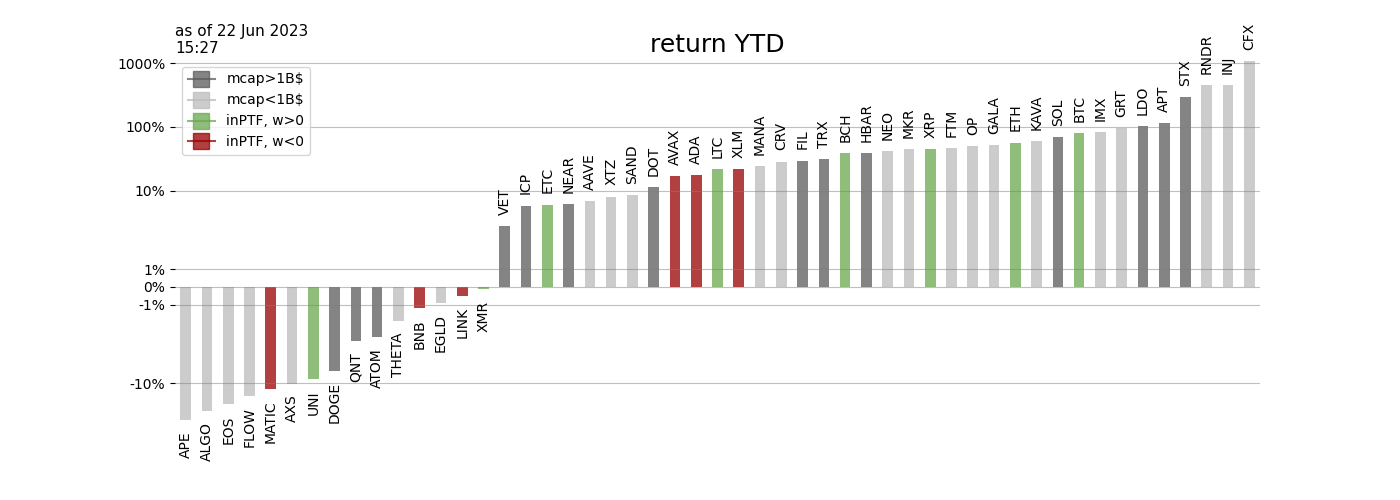 as of 22 Jun 2023
15:27
return YTD
1000%
100%
10%
1%
0%
-1%
-10%
mcap>1B$
mcap<1B$
inPTF, w>0
inPTF, w<0
APE
ALGO
EOS
FLOW
MATIC
AXS
UNI
DOGE
QNT
ATOM
THETA
BNB
EGLD
LINK
XMR
VET
ICP
ETC
NEAR
AAVE
XTZ
SAND
DOT
AVAX
ADA
LTC
XLM
MANA
CRV
FIL
TRX
BCH
HBAR
NEO
MKR
XRP
FTM
OP
GALA
ETH
KAVA
SOL
BTC
IMX
GRT
LDO
APT
STX
RNDR
INJ
CFX